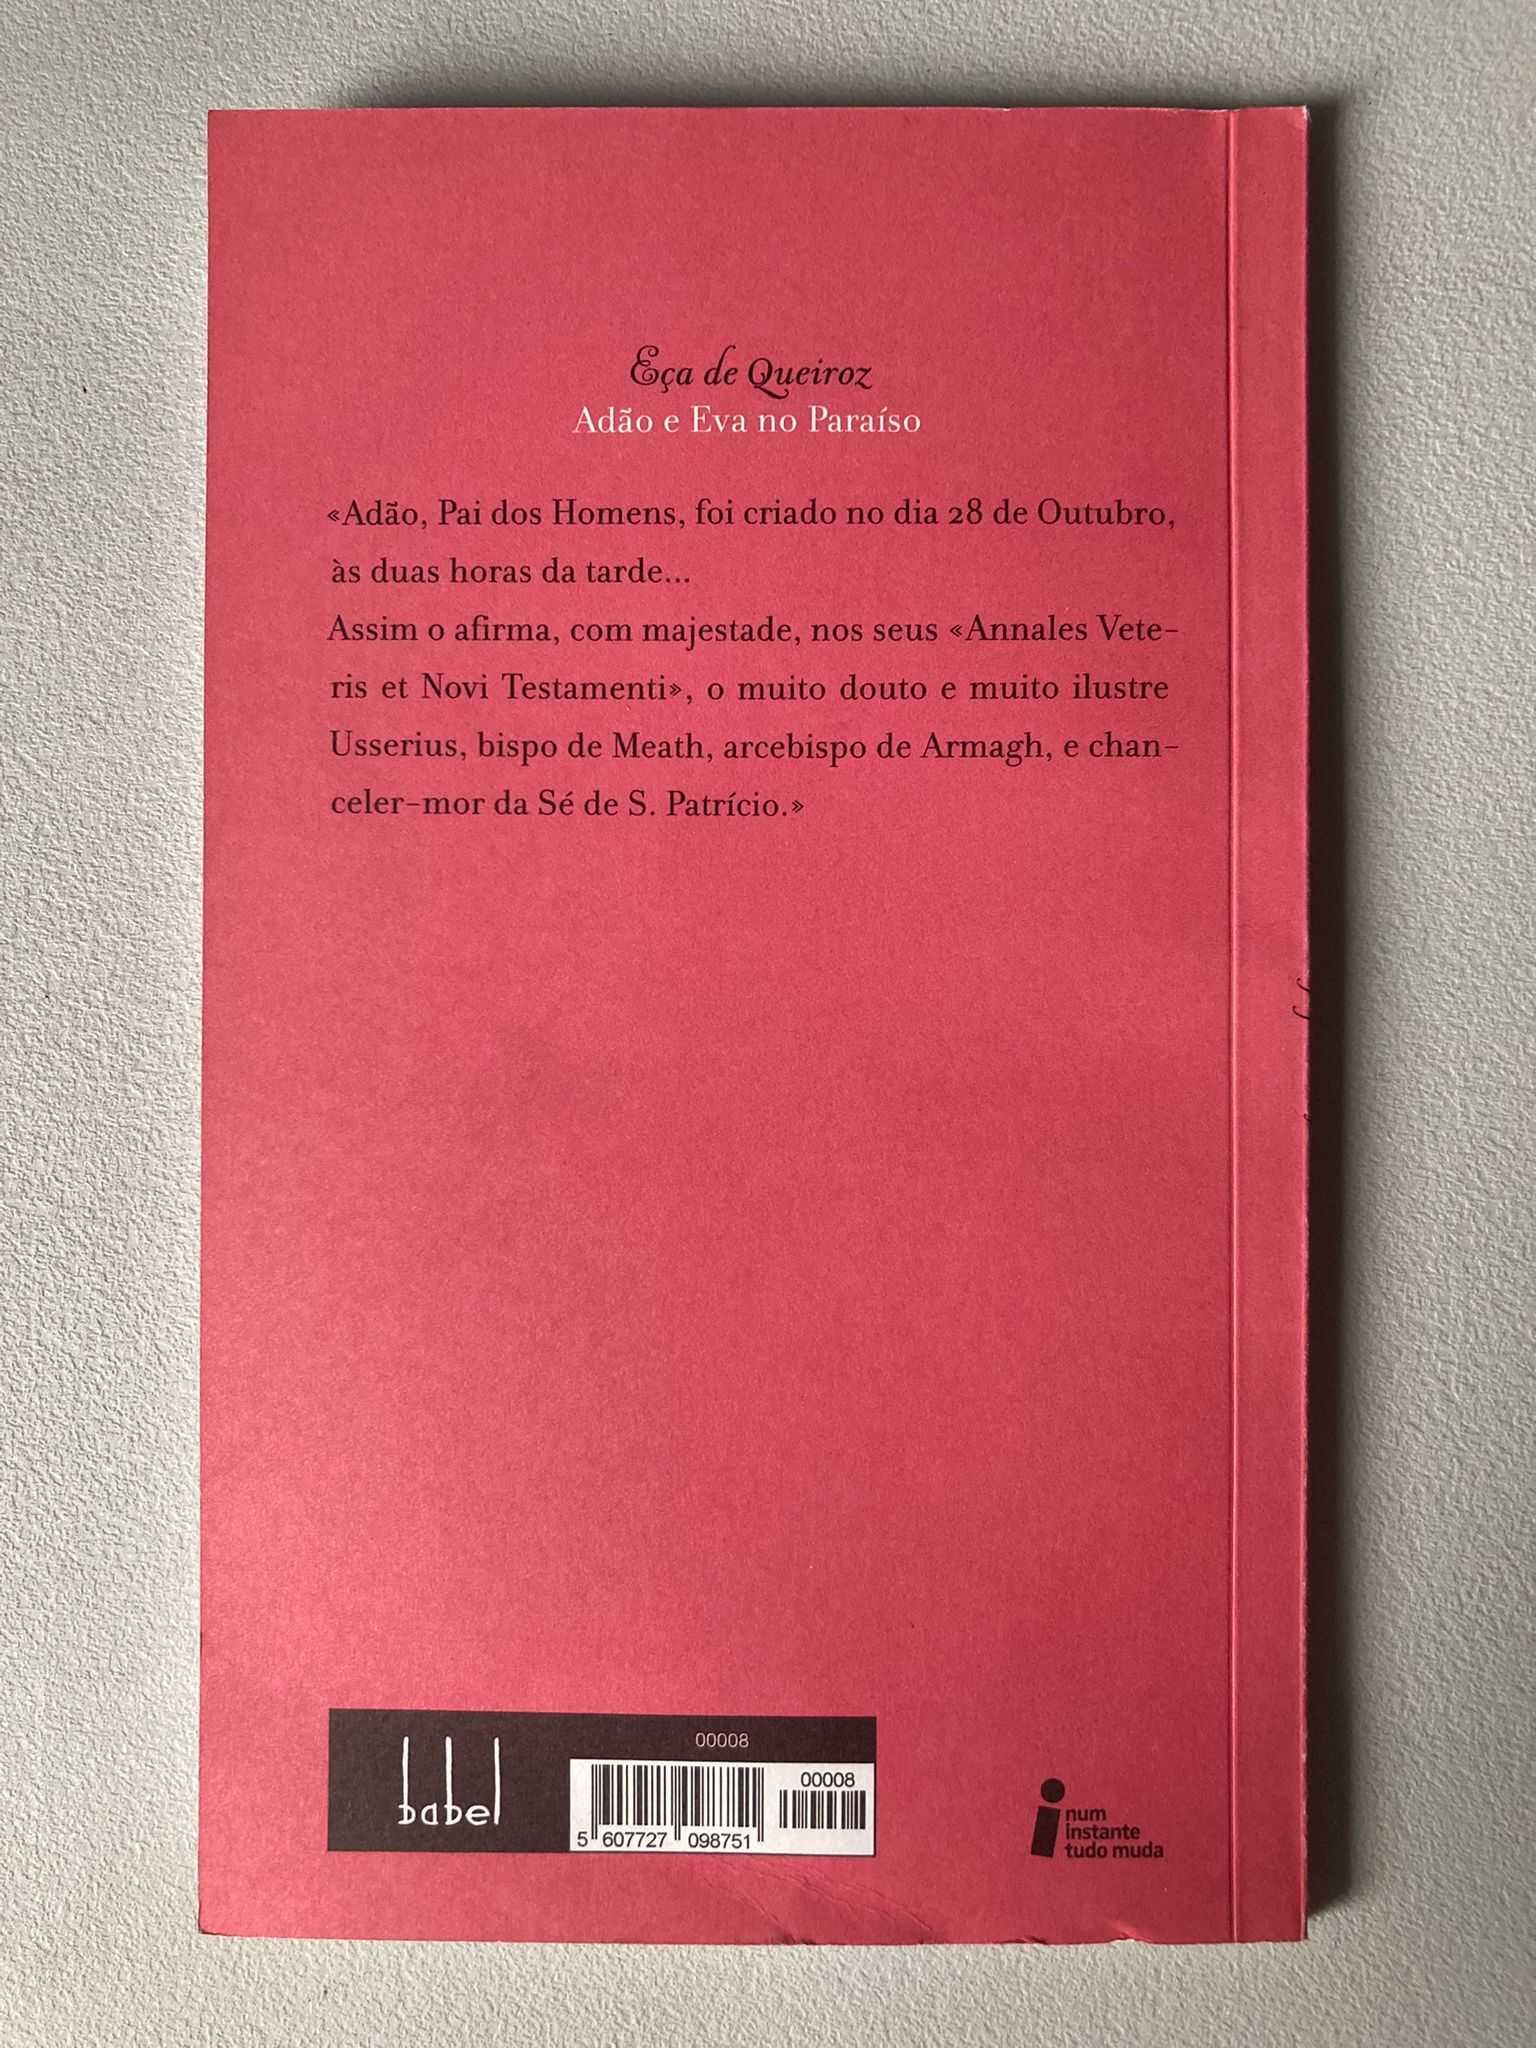 Eça de Queiroz
Adão e Eva no Paraíso
«Adão, Pai dos Homens, foi criado no dia 28 de Outubro,
às duas horas da tarde...
Assim o afirma, com majestade, nos seus «Annales Vete-
ris et Novi Testamenti», o muito douto e muito ilustre
Usserius, bispo de Meath, arcebispo de Armagh, e chan-
celer-mor da Sé de S. Patrício.»
babel
00008
00008
5 607727 098751
num
instante
tudo muda